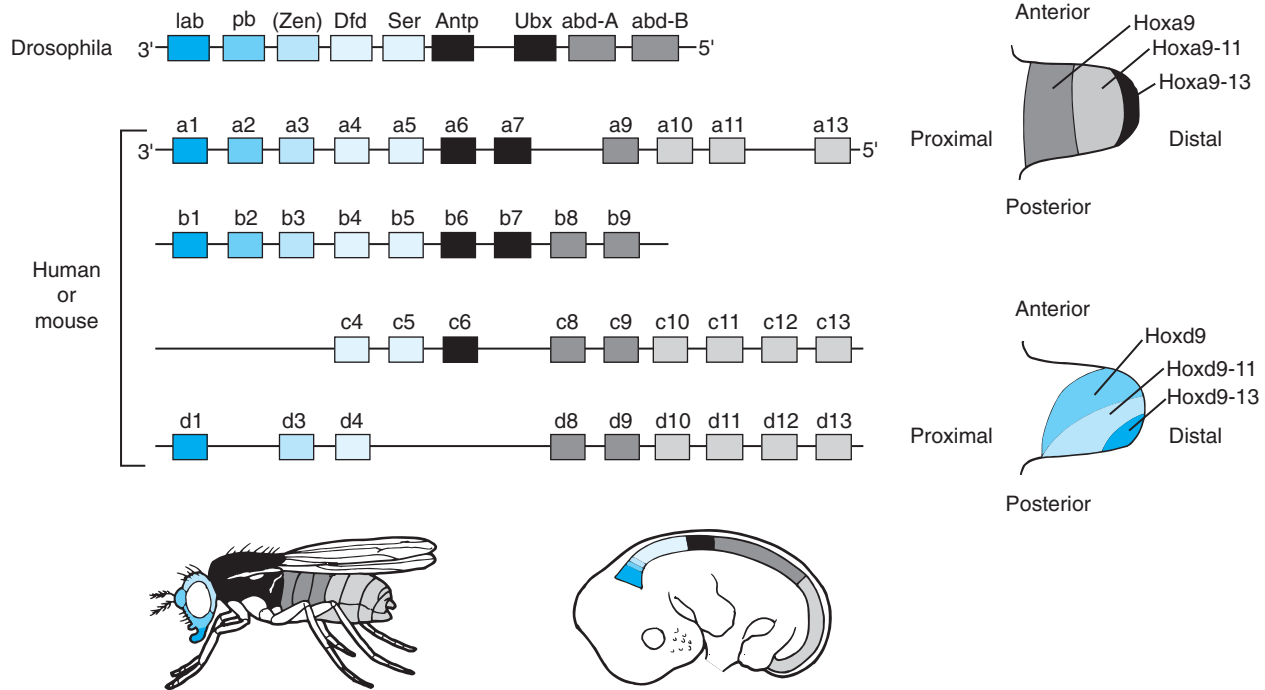 lab pb (Zen) Dfd Ser Antp Ubx abd-A abd-B
Drosophila 3' 5'
a1 a2 a3 a4 a5 a6 a7 a9 a10 a11 a13
3' 5'
b1 b2 b3 b4 b5 b6 b7 b8 b9
Human
or
mouse
c4 c5 c6 c8 c9 c10 c11 c12 c13
d1 d3 d4 d8 d9 d10 d11 d12 d13
Anterior
Hoxa9
Hoxa9-11
Hoxa9-13
Proximal Distal
Posterior
Anterior
Hoxd9
Hoxd9-11
Hoxd9-13
Proximal Distal
Posterior